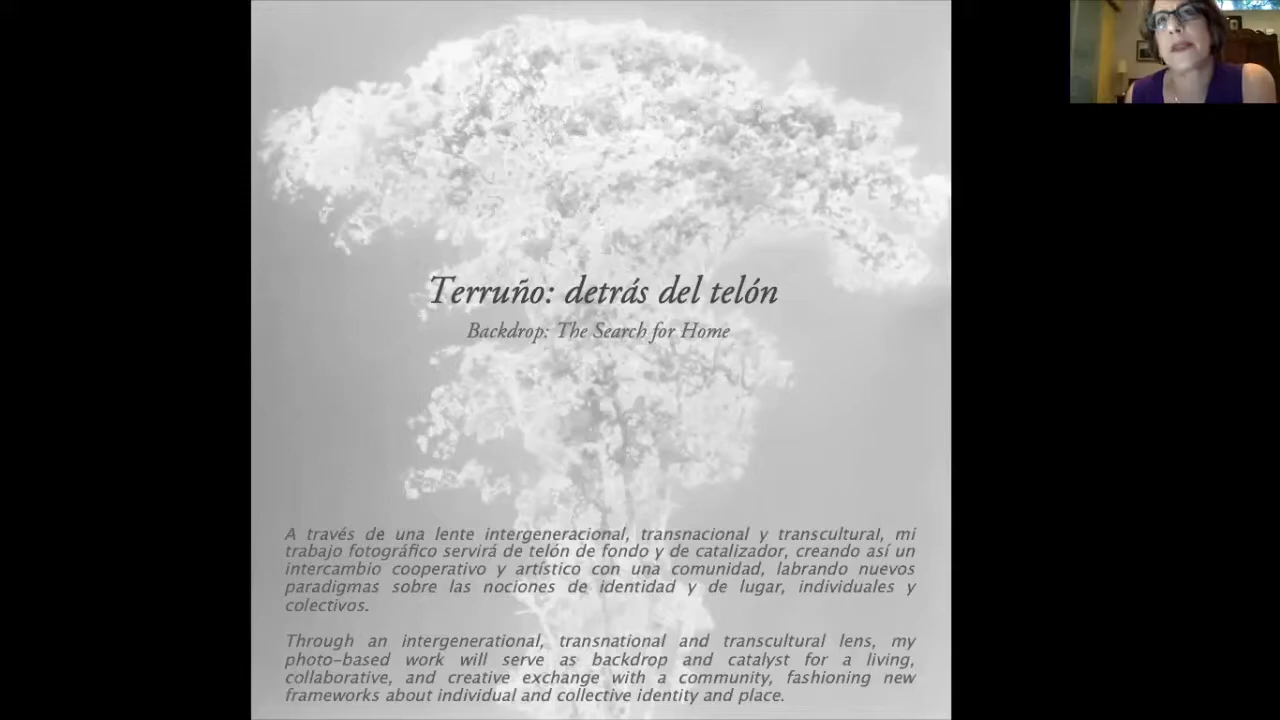 Terruño: detrás del telón
Backdrop: The Search for Home
A través de una lente intergeneracional, transnacional y transcultural, mi
trabajo fotográfico servirá de telón de fondo y de catalizador, creando así un
intercambio cooperativo y artístico con una comunidad, labrando nuevos
paradigmas sobre las nociones de identidad y de lugar, individuales y
colectivos.
Through an intergenerational, transnational and transcultural lens, my
photo-based work will serve as backdrop and catalyst for a living,
collaborative, and creative exchange with a community, fashioning new
frameworks about individual and collective identity and place.